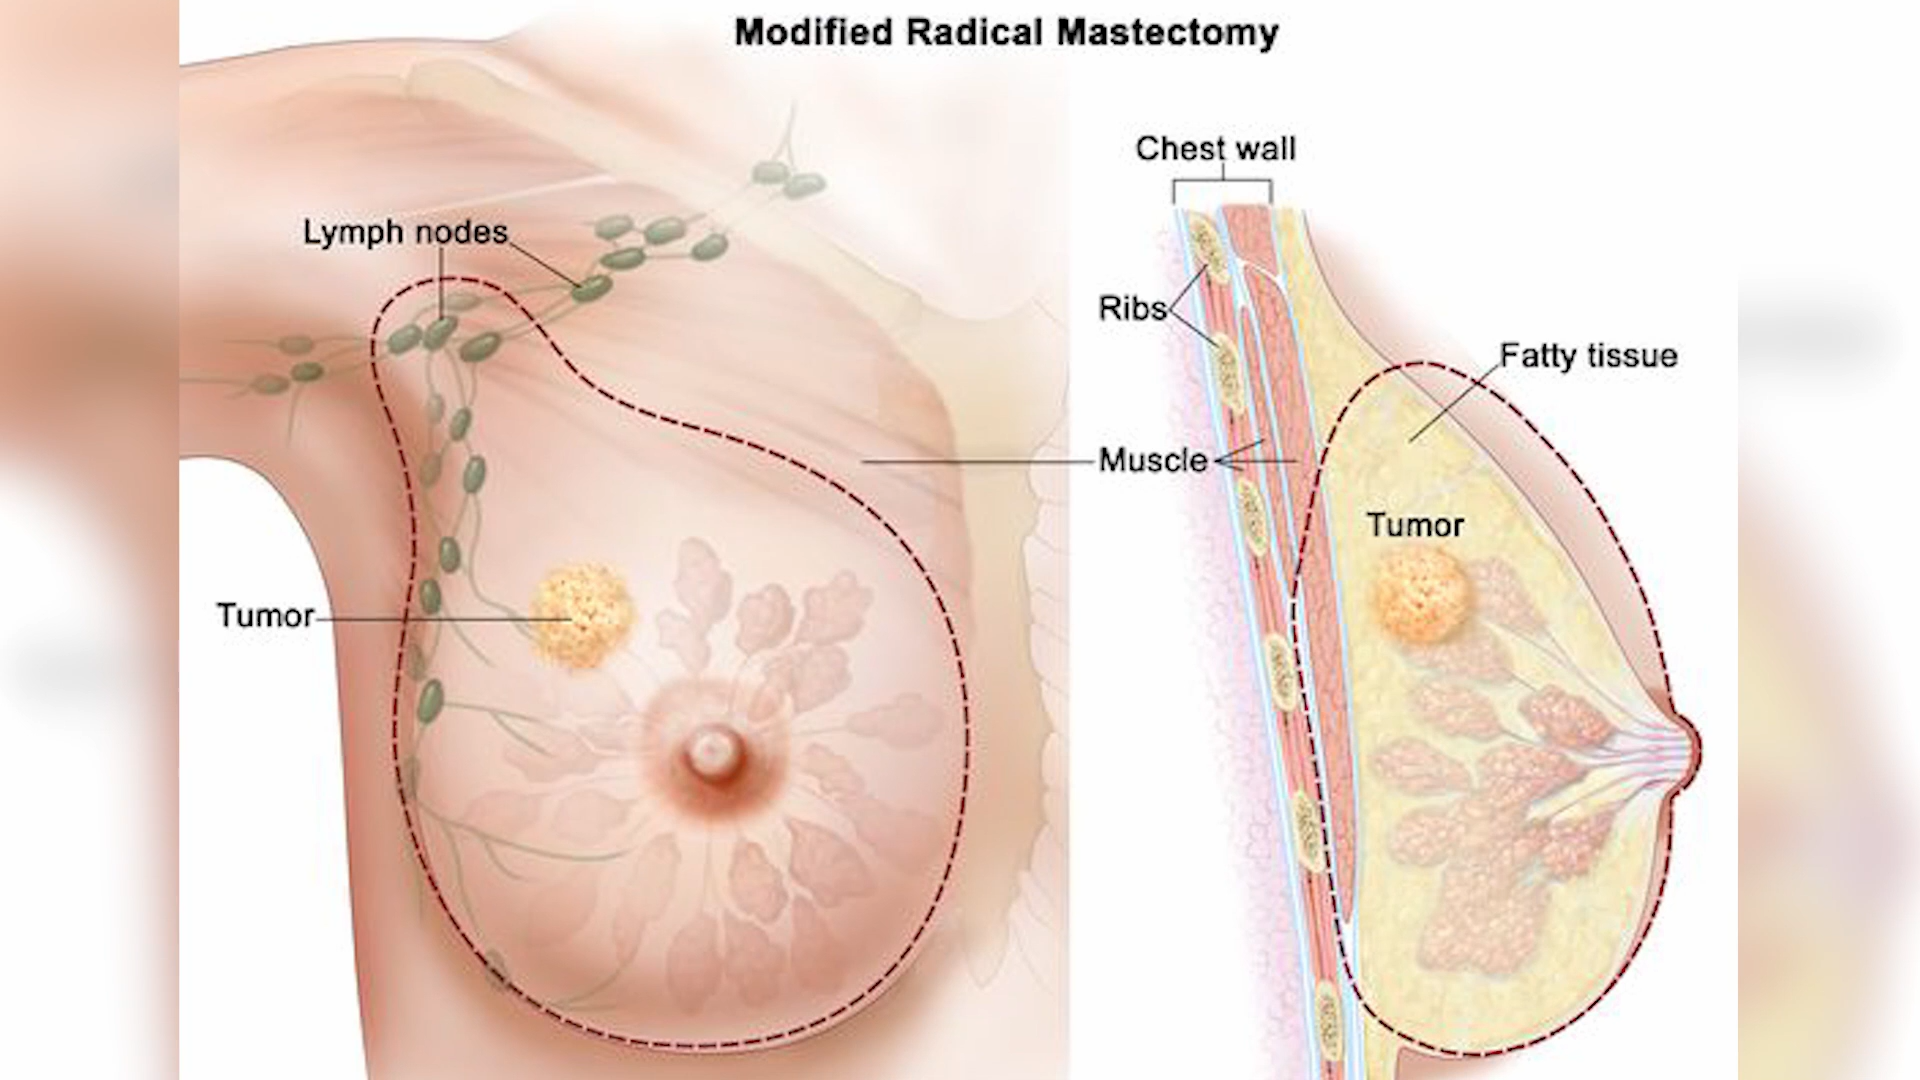 Modified Radical Mastectomy
Chest wall
Lymph nodes
Ribs
Fatty tissue
Muscle
Tumor
Tumor